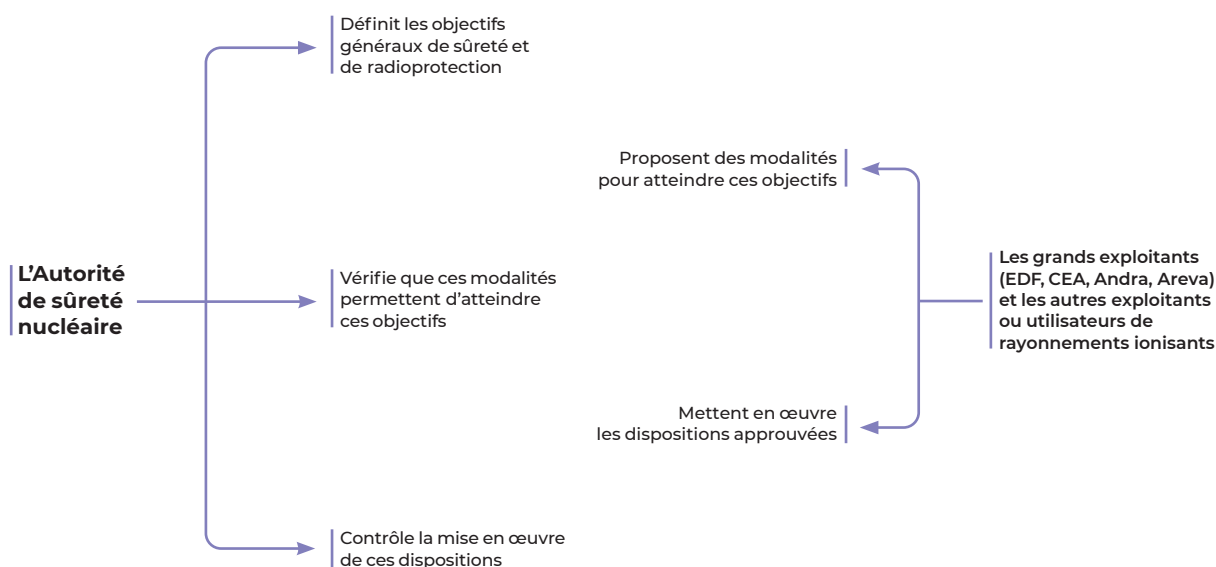 Définit les objectifs
généraux de sûreté et
de radioprotection
Proposent des modalités
pour atteindre ces objectifs
L’Autorité
de sûreté
nucléaire
Vérifie que ces modalités
permettent d’atteindre
ces objectifs
Les grands exploitants
(EDF, CEA, Andra, Areva)
et les autres exploitants
ou utilisateurs de
rayonnements ionisants
Mettent en œuvre
les dispositions approuvées
Contrôle la mise en œuvre
de ces dispositions